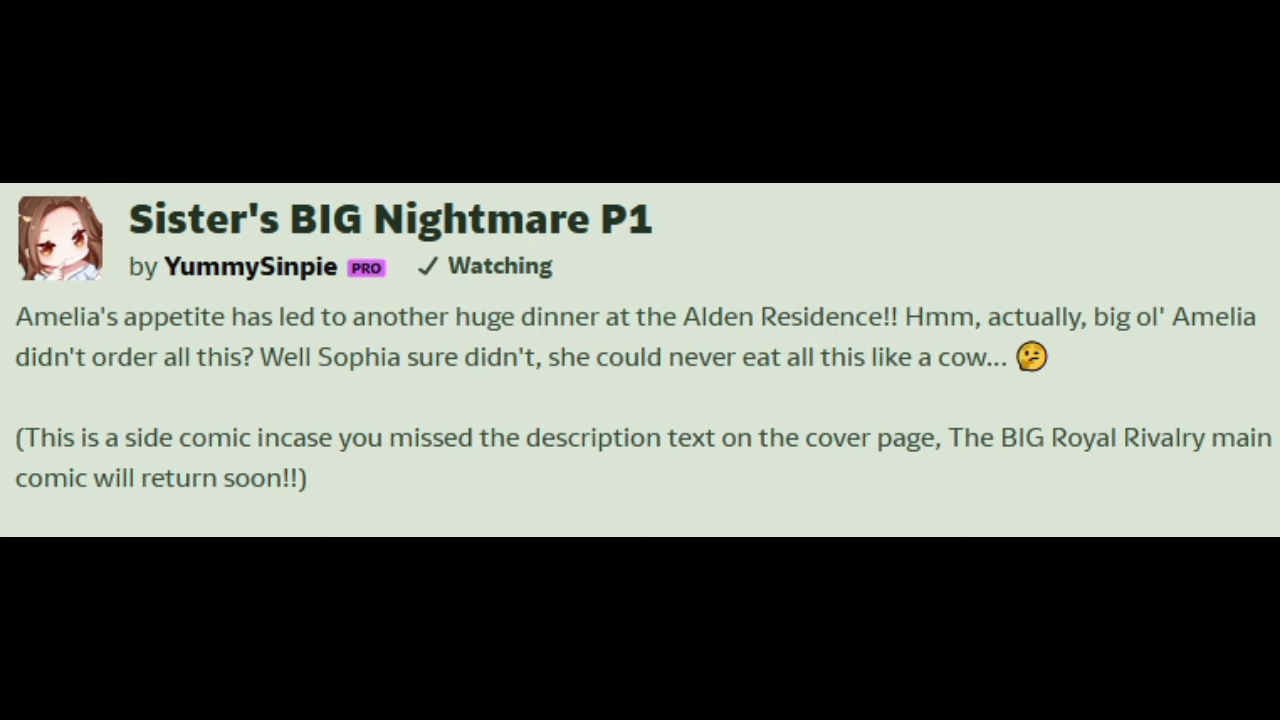 Sister's BIG Nightmare P1
by YummySinpie PRO ✓ Watching
Amelia's appetite has led to another huge dinner at the Alden Residence!! Hmm, actually, big ol' Amelia
didn't order all this? Well Sophia sure didn't, she could never eat all this like a cow... 🤔
(This is a side comic incase you missed the description text on the cover page, The BIG Royal Rivalry main
comic will return soon!!)